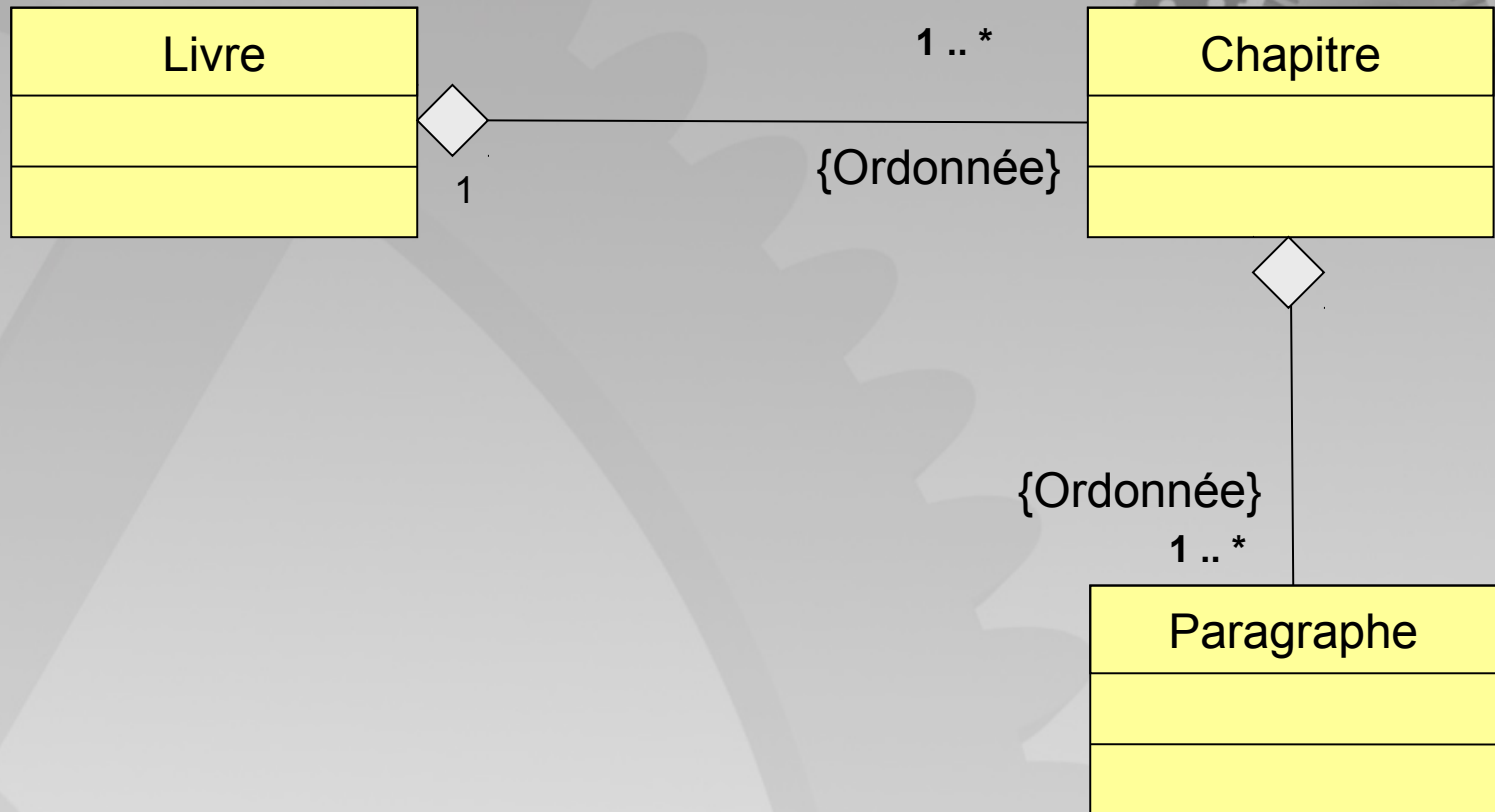 Livre
1 .. *
Chapitre
{Ordonnée}
1
{Ordonnée}
1 .. *
Paragraphe